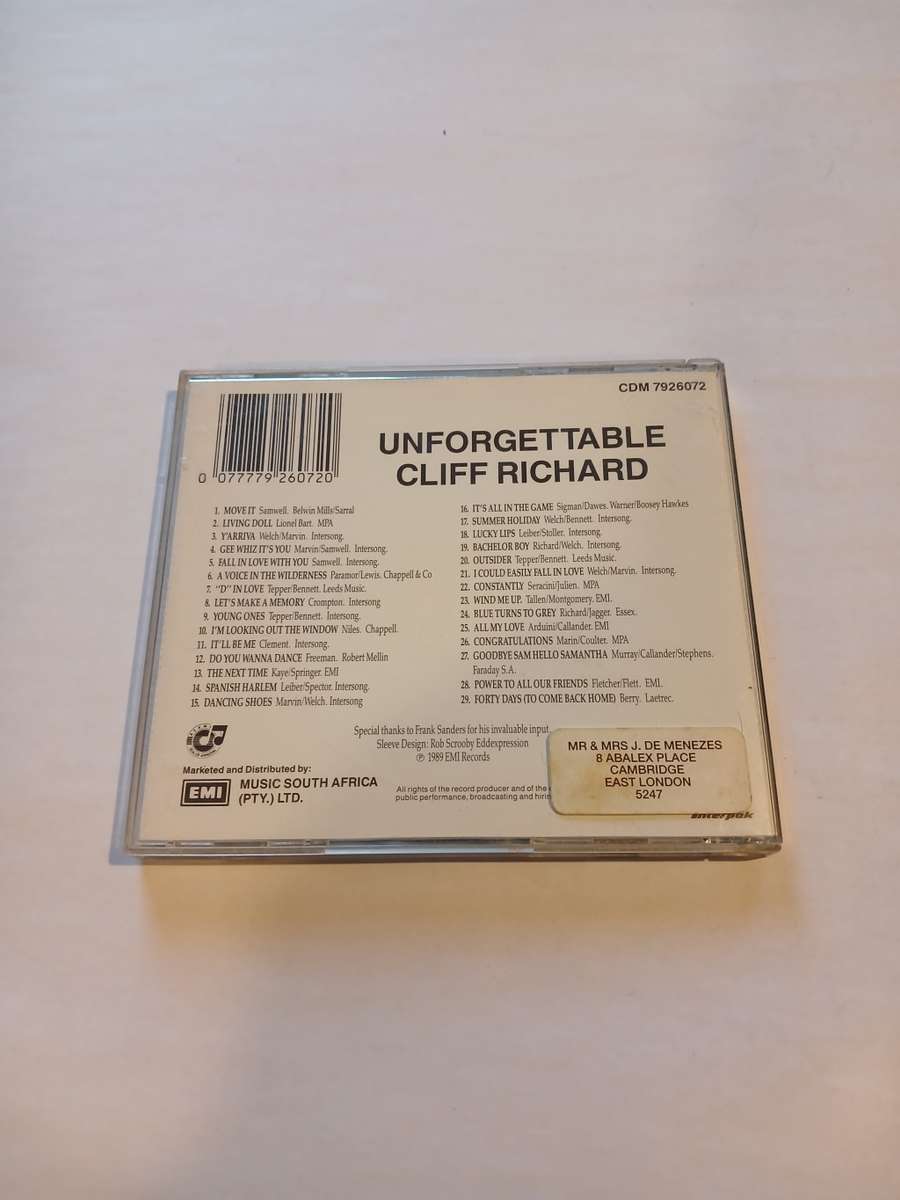 CDM 7926072
0 077779 260720
UNFORGETTABLE
CLIFF RICHARD
1. MOVE IT Samwell. Belwin Mills/Sarral
2. LIVING DOLL Lionel Bart. MPA
3. Y'ARRIVA Welch/Marvin. Intersong.
4. GEE WHIZ IT'S YOU Marvin/Samwell. Intersong.
5. FALL IN LOVE WITH YOU Samwell. Intersong.
6. A VOICE IN THE WILDERNESS Paramor/Lewis. Chappell & Co
7. "D" IN LOVE Tepper/Bennett. Leeds Music.
8. LET'S MAKE A MEMORY Crompton. Intersong
9. YOUNG ONES Tepper/Bennett. Intersong.
10. I'M LOOKING OUT THE WINDOW Niles. Chappell.
11. IT'LL BE ME Clement. Intersong.
12. DO YOU WANNA DANCE Freeman. Robert Mellin
13. THE NEXT TIME Kaye/Springer. EMI
14. SPANISH HARLEM Leiber/Spector. Intersong.
15. DANCING SHOES Marvin/Welch. Intersong
16. IT'S ALL IN THE GAME Sigman/Dawes. Warner/Boosey Hawkes
17. SUMMER HOLIDAY Welch/Bennett. Intersong.
18. LUCKY LIPS Leiber/Stoller. Intersong.
19. BACHELOR BOY Richard/Welch. Intersong.
20. OUTSIDER Tepper/Bennett. Leeds Music.
21. I COULD EASILY FALL IN LOVE Welch/Marvin. Intersong.
22. CONSTANTLY Seracini/Julien. MPA
23. WIND ME UP. Tallen/Montgomery. EMI.
24. BLUE TURNS TO GREY Richard/Jagger. Essex.
25. ALL MY LOVE Arduini/Callander. EMI
26. CONGRATULATIONS Marin/Coulter. MPA
27. GOODBYE SAM HELLO SAMANTHA Murray/Callander/Stephens.
Faraday S.A.
28. POWER TO ALL OUR FRIENDS Fletcher/Flett. EMI.
29. FORTY DAYS (TO COME BACK HOME) Berry. Laetrec.
Special thanks to Frank Sanders for his invaluable input.
Sleeve Design: Rob Scrooby Eddexpression
℗ 1989 EMI Records
Marketed and Distributed by:
EMI MUSIC SOUTH AFRICA
(PTY.) LTD.
All rights of the record producer and of the
public performance, broadcasting and hirin
MR & MRS J. DE MENEZES
8 ABALEX PLACE
CAMBRIDGE
EAST LONDON
5247
interpak